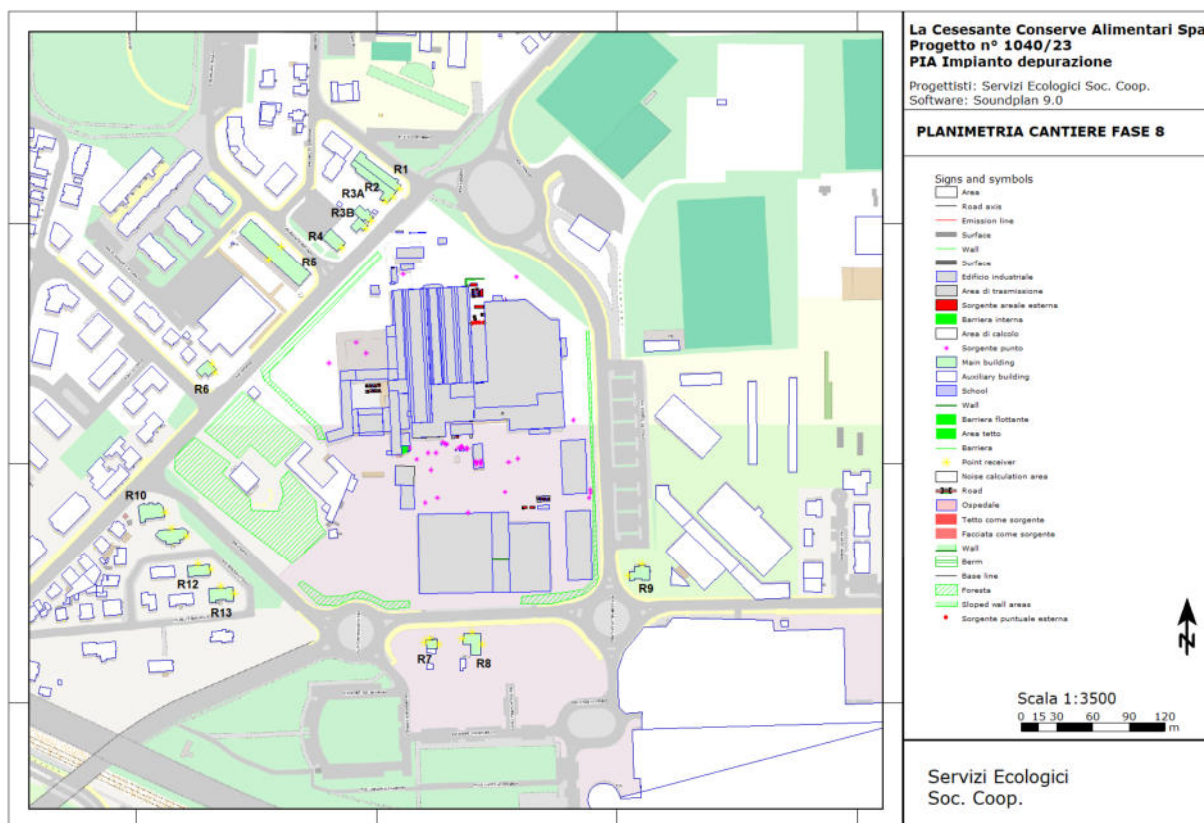 La Cesesante Conserve Alimentari Spa
Progetto n° 1040/23
PIA Impianto depurazione
Progettisti: Servizi Ecologici Soc. Coop.
Software: Soundplan 9.0
PLANIMETRIA CANTIERE FASE 8
Signs and symbols
Area
Road axis
Emission line
Surface
Wall
Surface
Edificio industriale
Area di trasmissione
Sorgente areale esterna
Barriera interna
Area di calcolo
Sorgente punto
Main building
Auxiliary building
School
Wall
Barriera flottante
Area tetto
Barriera
Point receiver
Noise calculation area
Road
Ospedale
Tetto come sorgente
Facciata come sorgente
Wall
Berm
Base line
Foresta
Sloped wall areas
Sorgente puntuale esterna
N
Scala 1:3500
0 15 30 60 90 120
m
Servizi Ecologici
Soc. Coop.
R1
R2
R3A
R3B
R4
R5
R6
R10
R12
R13
R7
R8
R9